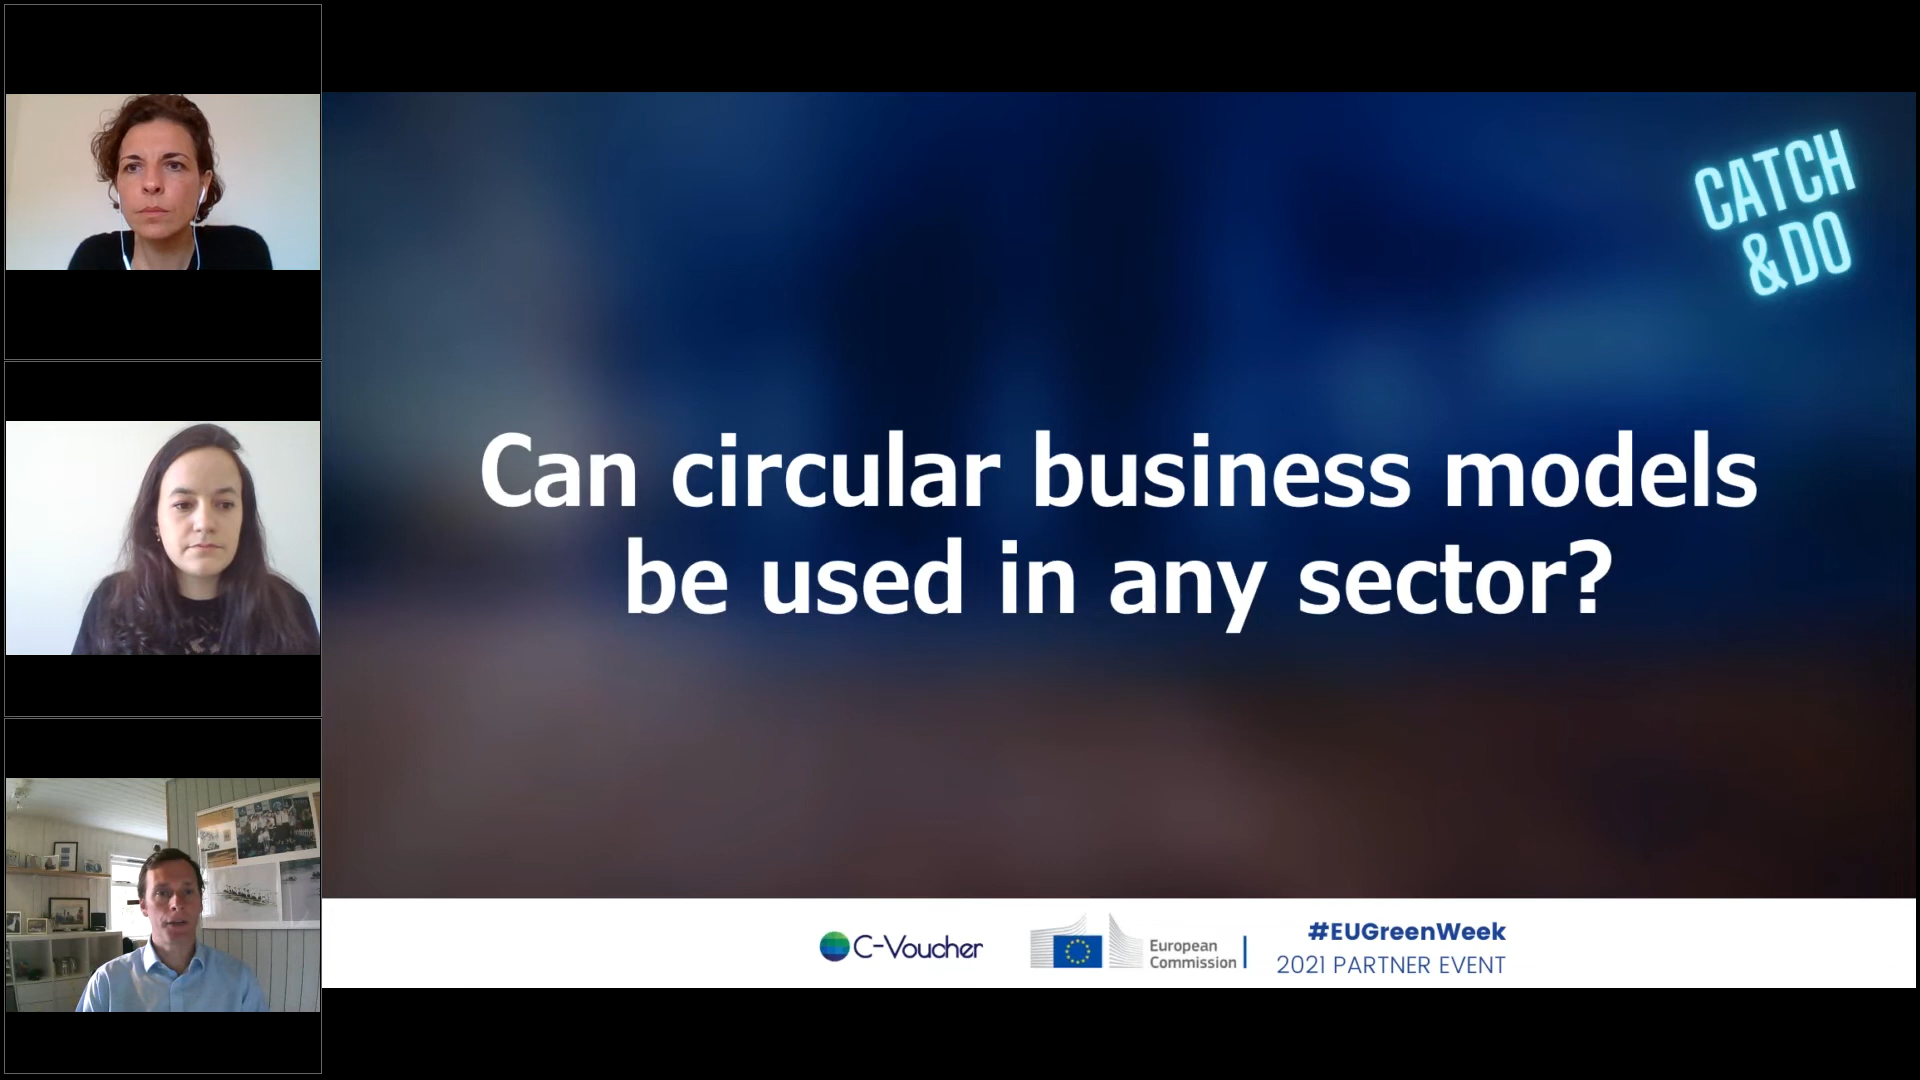 CATCH
&DO
Can circular business models
be used in any sector?
C-Voucher
European
Commission
#EUGreenWeek
2021 PARTNER EVENT